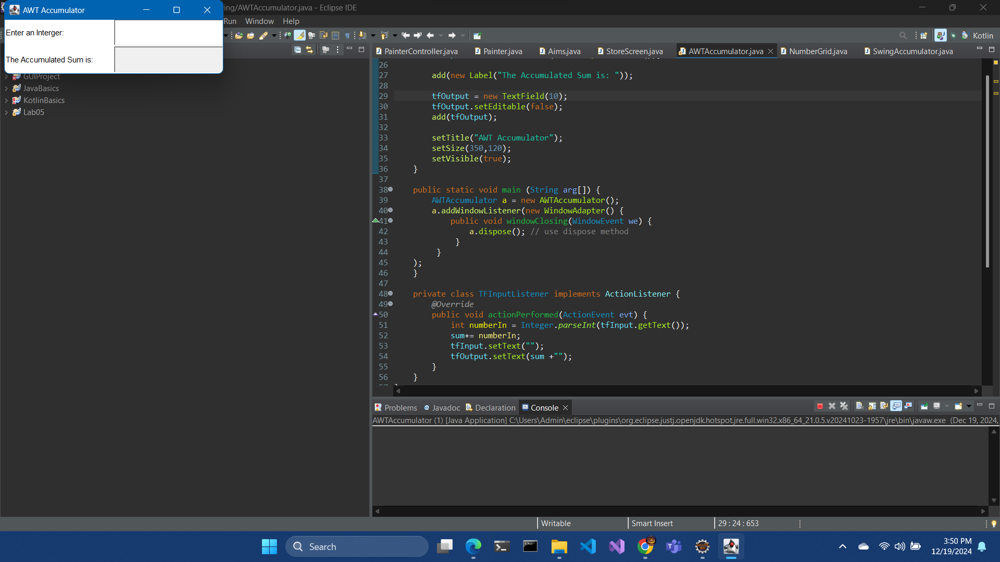 AWT Accumulator
ing/AWTAccumulator.java - Eclipse IDE
Run Window Help
Enter an Interger:
The Accumulated Sum is:
Kotlin
GUIProject
JavaBasics
KotlinBasics
Lab05
PainterController.java Painter.java Aims.java StoreScreen.java AWTAccumulator.java NumberGrid.java SwingAccumulator.java
26
27 add(new Label("The Accumulated Sum is: "));
28
29 tfOutput = new TextField(10);
30 tfOutput.setEditable(false);
31 add(tfOutput);
32
33 setTitle("AWT Accumulator");
34 setSize(350,120);
35 setVisible(true);
36 }
37
38 public static void main (String arg[]) {
39 AWTAccumulator a = new AWTAccumulator();
40 a.addWindowListener(new WindowAdapter() {
41 public void windowClosing(WindowEvent we) {
42 a.dispose(); // use dispose method
43 }
44 }
45 );
46 }
47
48 private class TFInputListener implements ActionListener {
49 @Override
50 public void actionPerformed(ActionEvent evt) {
51 int numberIn = Integer.parseInt(tfInput.getText());
52 sum+= numberIn;
53 tfInput.setText("");
54 tfOutput.setText(sum +"");
55 }
56 }
Problems Javadoc Declaration Console
AWTAccumulator (1) [Java Application] C:\Users\Admin\eclipse\plugins\org.eclipse.justj.openjdk.hotspot.jre.full.win32.x86_64_21.0.5.v20241023-1957\jre\bin\javaw.exe (Dec 19, 2024,
Writable Smart Insert 29 : 24 : 653
Search
3:50 PM
12/19/2024